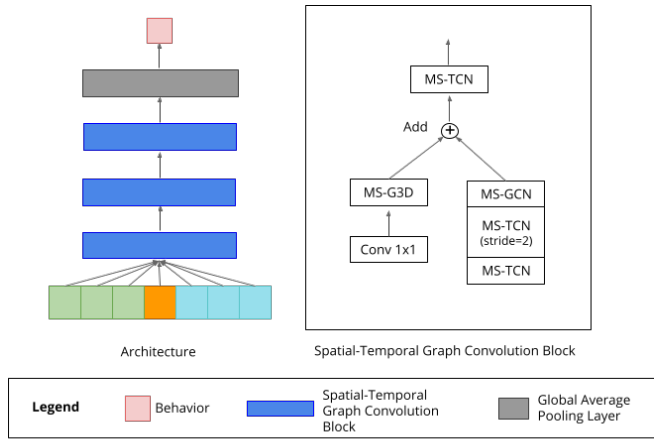 MS-TCN
Add
+
MS-G3D
MS-GCN
MS-TCN
(stride=2)
Conv 1x1
MS-TCN
Architecture
Spatial-Temporal Graph Convolution Block
Legend
Behavior
Spatial-Temporal
Graph Convolution
Block
Global Average
Pooling Layer